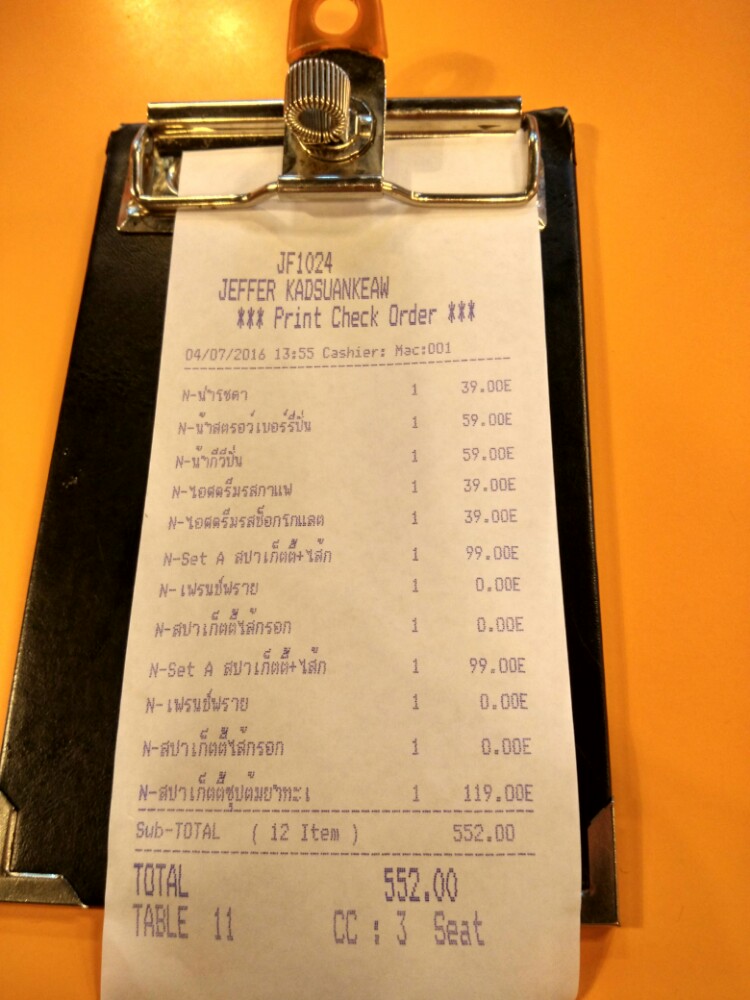 JF1024
JEFFER KADSUANKEAW
*** Print Check Order ***
04/07/2016 13:55 Cashier: Mac:001
N-ชาร์ชดา 1 39.00E
N-น้ำสตรอว์เบอร์รี่ปั่น 1 59.00E
N-น้ำกีวีปั่น 1 59.00E
N-ไอศครีมรสกาแฟ 1 39.00E
N-ไอศครีมรสช็อกโกแลต 1 39.00E
N-Set A สปาเก็ตตี้+ไส้ก 1 99.00E
N-เฟรนช์ฟราย 1 0.00E
N-สปาเก็ตตี้ไส้กรอก 1 0.00E
N-Set A สปาเก็ตตี้+ไส้ก 1 99.00E
N-เฟรนช์ฟราย 1 0.00E
N-สปาเก็ตตี้ไส้กรอก 1 0.00E
N-สปาเก็ตตี้ซุปต้มยำทะเ 1 119.00E
Sub-TOTAL ( 12 Item ) 552.00
TOTAL 552.00
TABLE 11 CC : 3 Seat